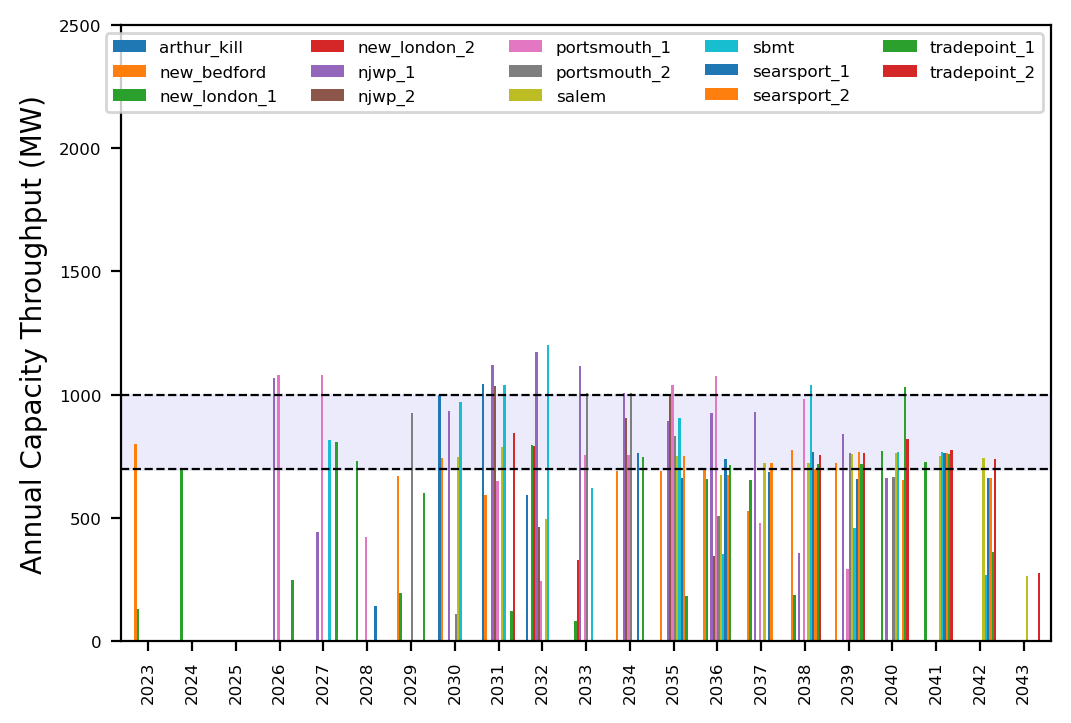 2500
2000
1500
1000
500
0
Annual Capacity Throughput (MW)
arthur_kill
new_bedford
new_london_1
new_london_2
njwp_1
njwp_2
portsmouth_1
portsmouth_2
salem
sbmt
searsport_1
searsport_2
tradepoint_1
tradepoint_2
2023
2024
2025
2026
2027
2028
2029
2030
2031
2032
2033
2034
2035
2036
2037
2038
2039
2040
2041
2042
2043